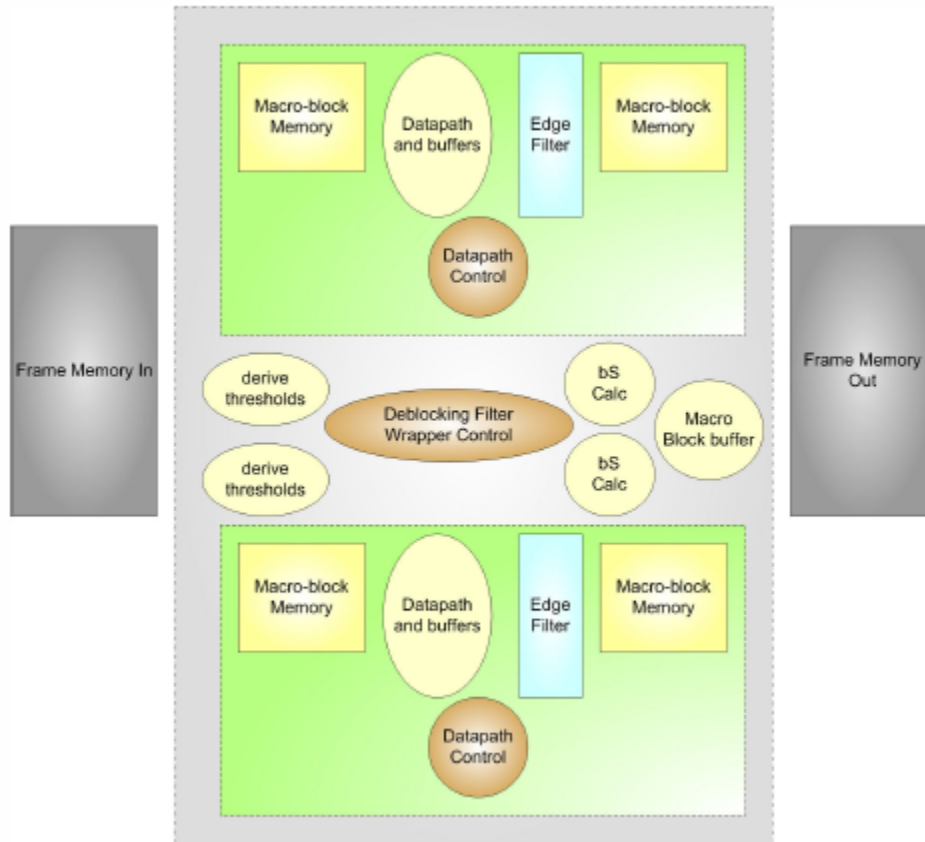 Macro-block
Memory
Datapath
and buffers
Edge
Filter
Macro-block
Memory
Datapath
Control
Frame Memory In
derive
thresholds
Deblocking Filter
Wrapper Control
bS
Calc
Macro
Block buffer
Frame Memory
Out
derive
thresholds
bS
Calc
Macro-block
Memory
Datapath
and buffers
Edge
Filter
Macro-block
Memory
Datapath
Control